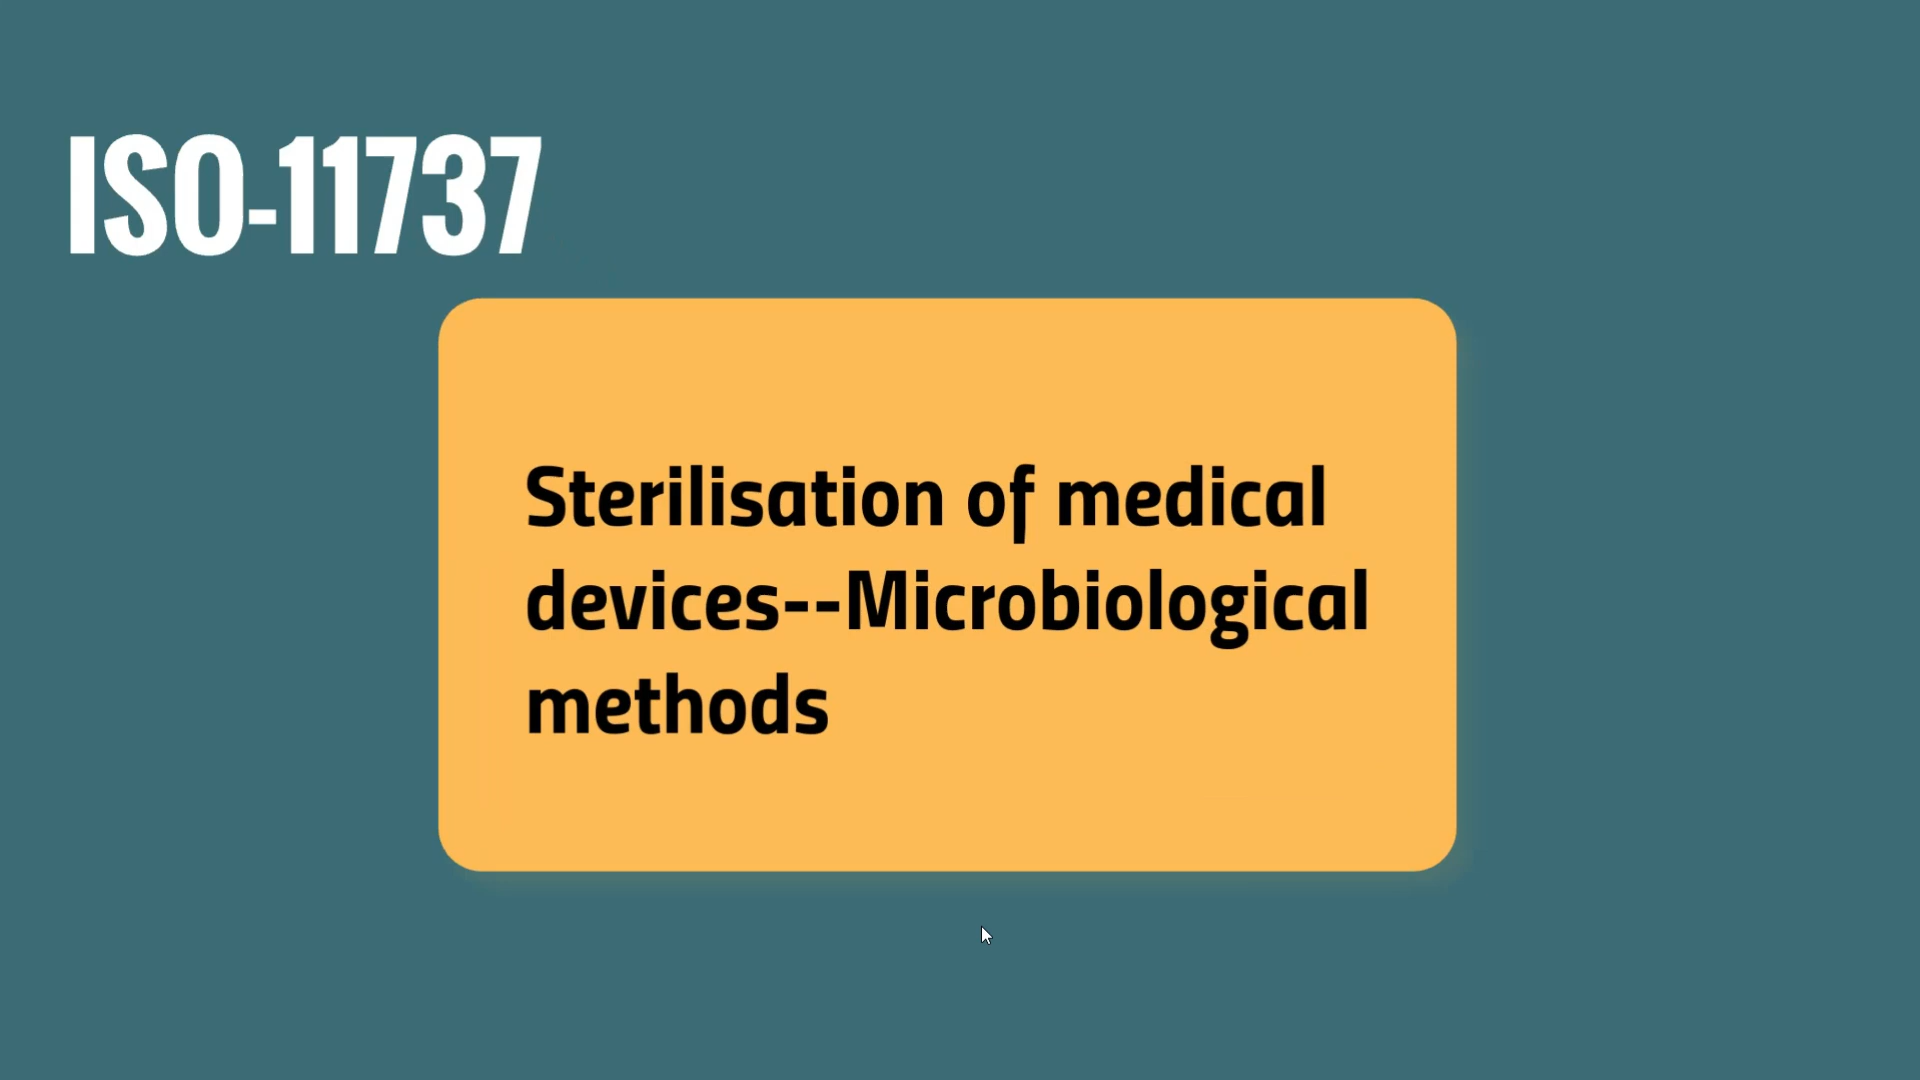 ISO-11737
Sterilisation of medical
devices--Microbiological
methods